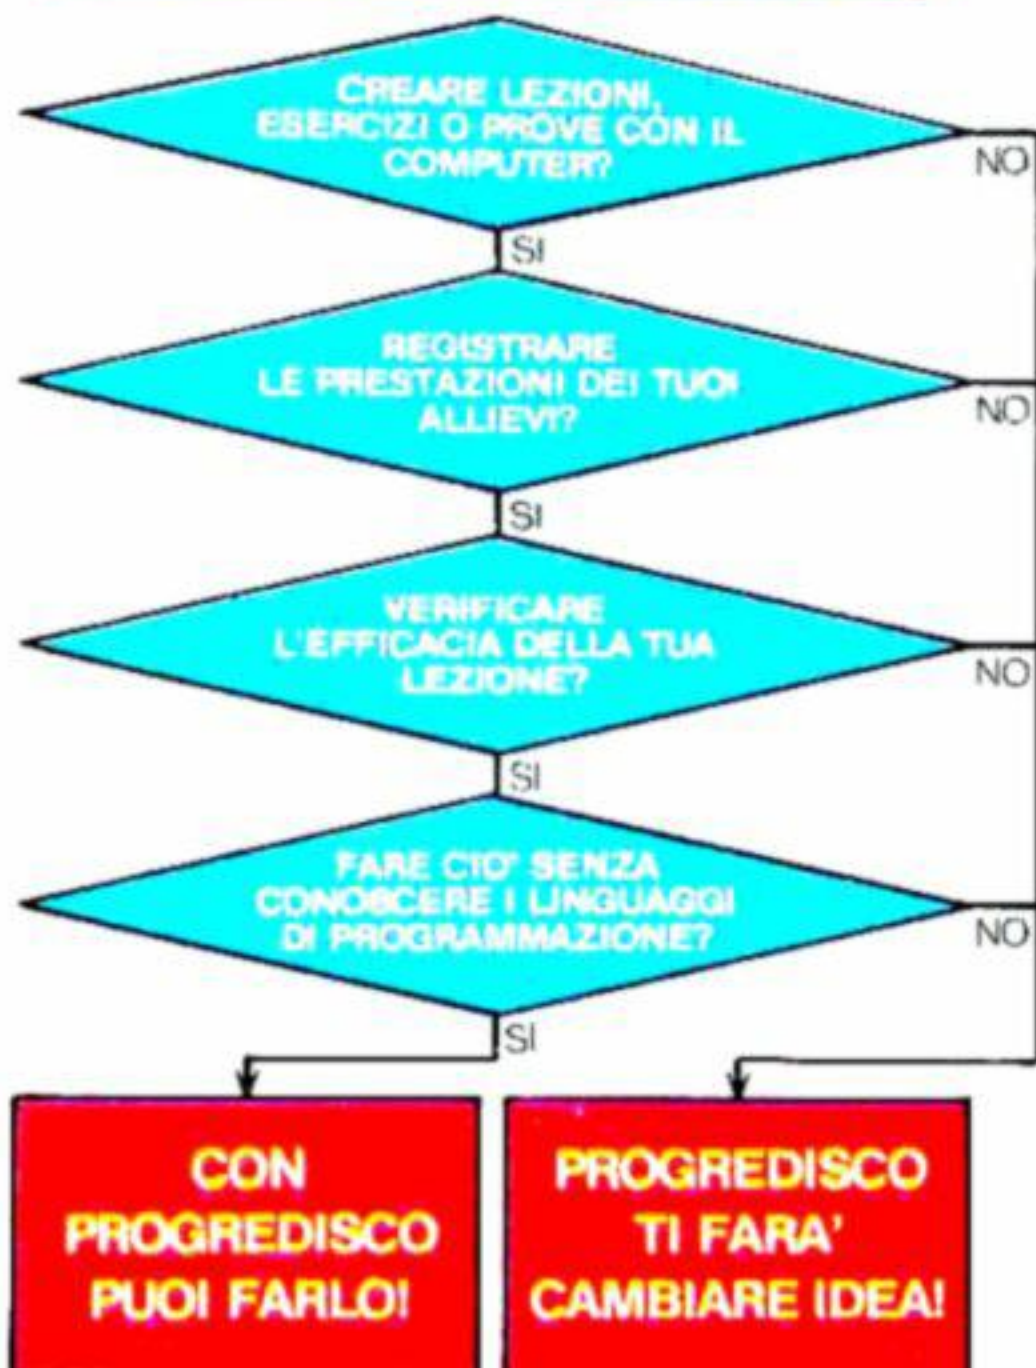 CREARE LEZIONI,
ESERCIZI O PROVE CON IL
COMPUTER?
NO
SI
REGISTRARE
LE PRESTAZIONI DEI TUOI
ALLIEVI?
NO
SI
VERIFICARE
L'EFFICACIA DELLA TUA
LEZIONE?
NO
SI
FARE CIO' SENZA
CONOSCERE I LINGUAGGI
DI PROGRAMMAZIONE?
NO
SI
CON
PROGREDISCO
PUOI FARLO!
PROGREDISCO
TI FARA'
CAMBIARE IDEA!